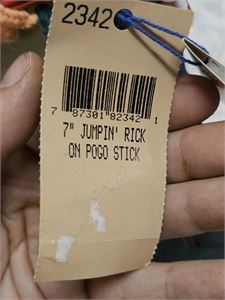 2342
7 87301 82342 1
7" JUMPIN' RICK
ON POGO STICK